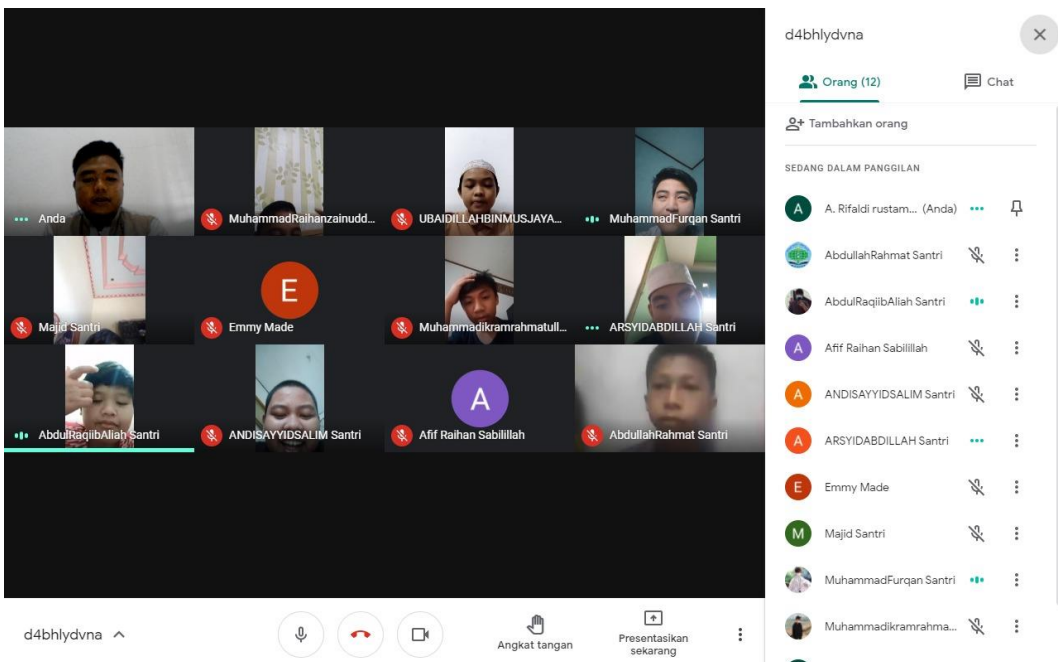 d4bhlydvna
Orang (12)
Chat
Tambahkan orang
SEDANG DALAM PANGGILAN
A
A. Rifaldi rustam... (Anda)
AbdullahRahmat Santri
AbdulRaqiibAliah Santri
A
Afif Raihan Sabilillah
A
ANDISAYYIDSALIM Santri
A
ARSYIDABDILLAH Santri
E
Emmy Made
M
Majid Santri
MuhammadFurqan Santri
Muhammadikramrahma...
Anda
MuhammadRaihanzainudd...
UBAIDILLAHBINMUSJAYA...
MuhammadFurqan Santri
Majid Santri
E
Emmy Made
Muhammadikramrahmatull...
ARSYIDABDILLAH Santri
AbdulRaqiibAliah Santri
ANDISAYYIDSALIM Santri
A
Afif Raihan Sabilillah
AbdullahRahmat Santri
d4bhlydvna
Angkat tangan
Presentasikan
sekarang